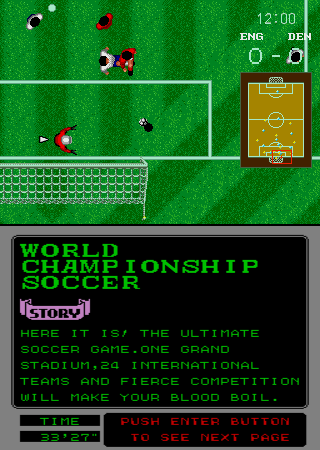 12:00
ENG DEN
0 - 0
WORLD
CHAMPIONSHIP
SOCCER
STORY
HERE IT IS! THE ULTIMATE
SOCCER GAME.ONE GRAND
STADIUM,24 INTERNATIONAL
TEAMS AND FIERCE COMPETITION
WILL MAKE YOUR BLOOD BOIL.
TIME
33'27"
PUSH ENTER BUTTON
TO SEE NEXT PAGE